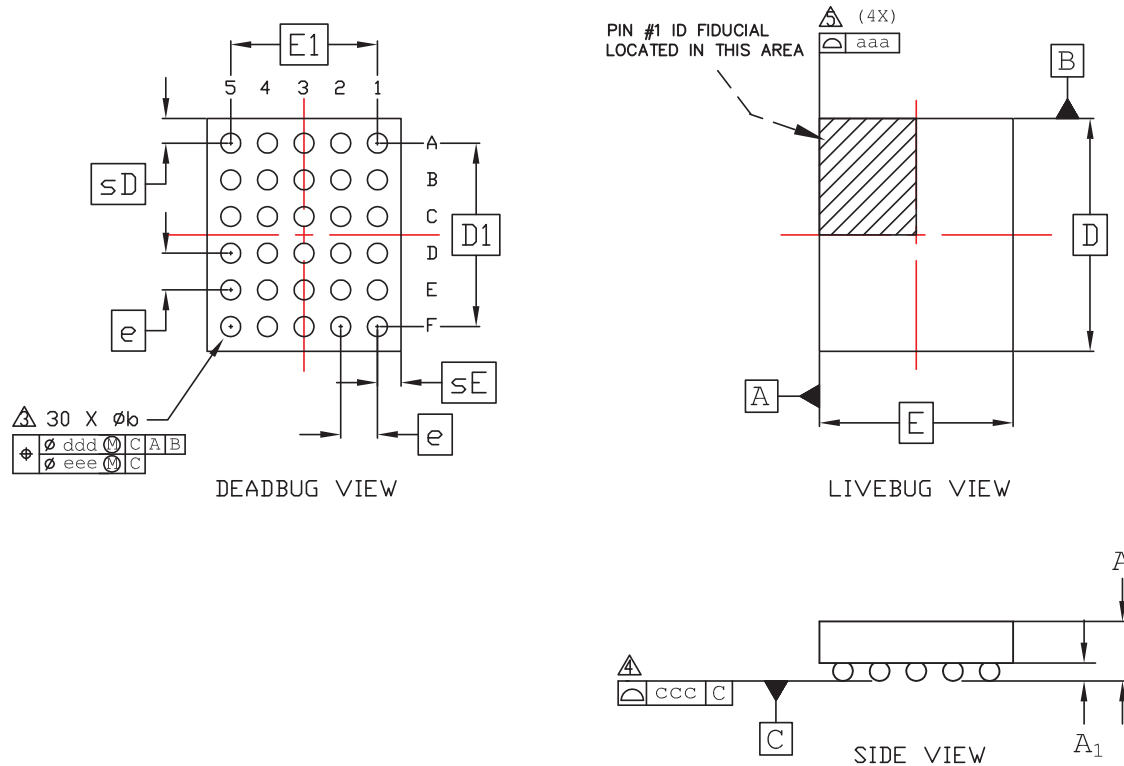 E1
5 4 3 2 1
A
B
C
D
E
F
sD
D1
e
sE
e
3 30 X øb
⌖ ø ddd Ⓜ C A B
ø eee Ⓜ C
DEADBUG VIEW
PIN #1 ID FIDUCIAL
LOCATED IN THIS AREA
5 (4X)
⌓ aaa
B
D
A
E
LIVEBUG VIEW
A
4
⌓ ccc C
C
A₁
SIDE VIEW